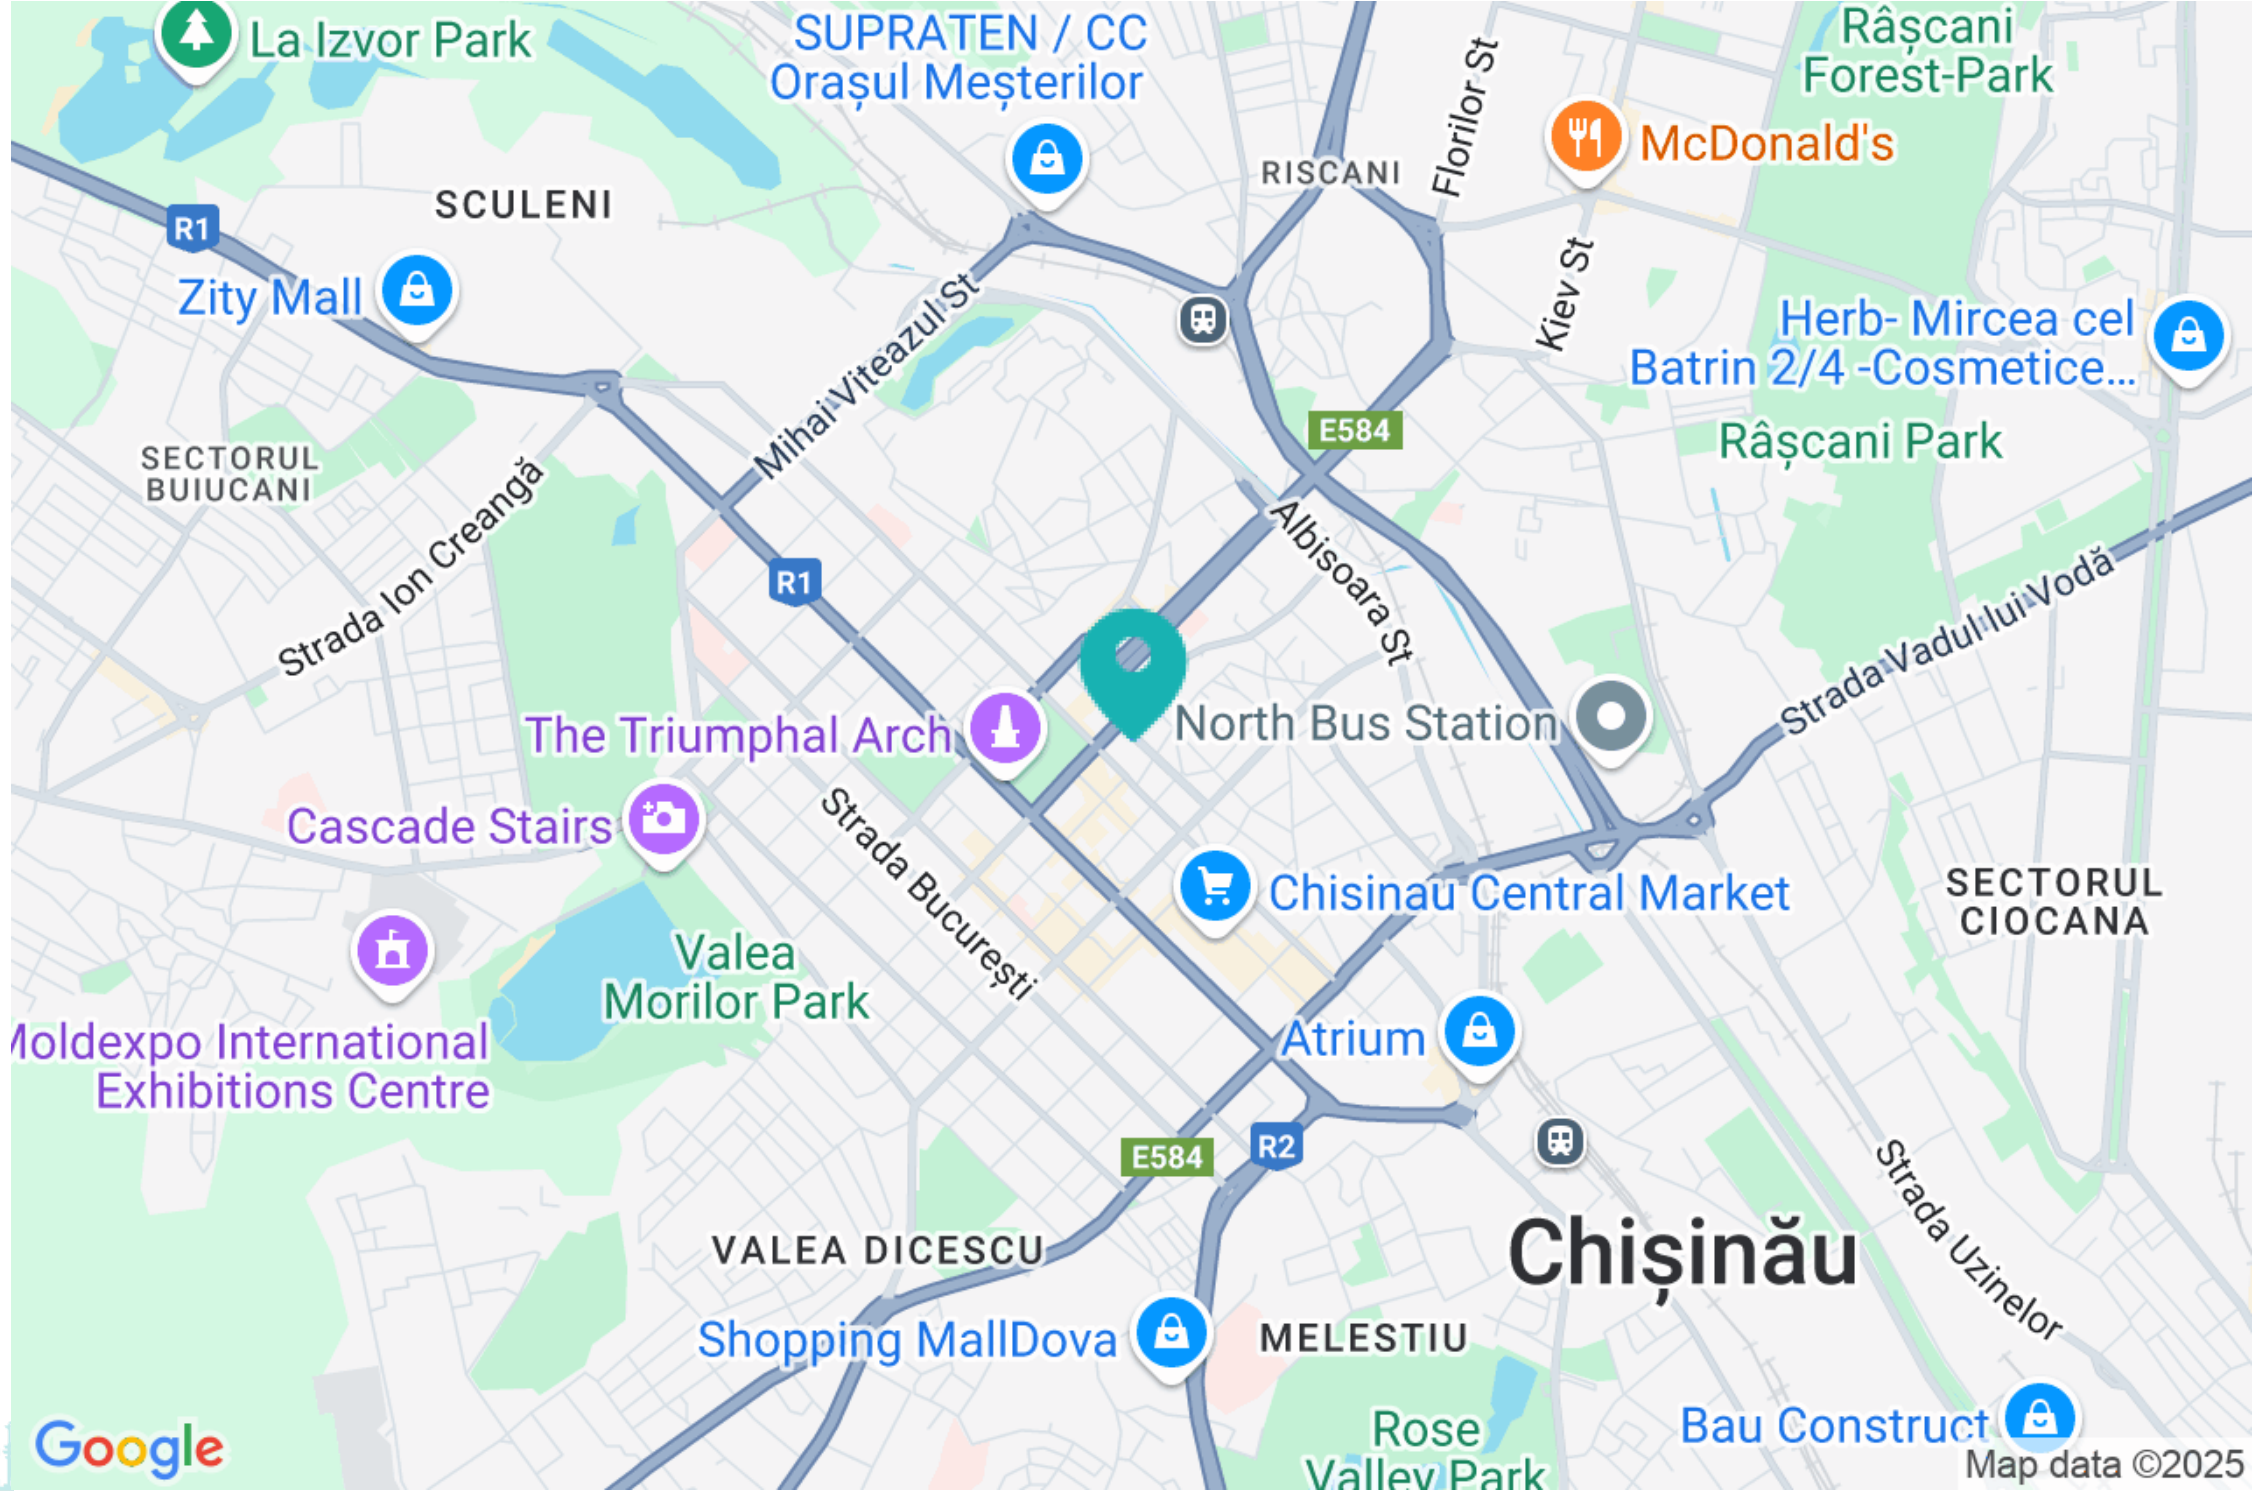 La Izvor Park
SUPRATEN / CC
Orașul Meșterilor
Râșcani
Forest-Park
Florilor St
McDonald's
RISCANI
SCULENI
R1
Zity Mall
Mihai Viteazul St
Kiev St
Herb- Mircea cel
Batrin 2/4 -Cosmetice...
E584
Râșcani Park
SECTORUL
BUIUCANI
Strada Ion Creangă
Albisoara St
R1
Strada Vadul lui Vodă
The Triumphal Arch
North Bus Station
Cascade Stairs
Strada București
Chisinau Central Market
SECTORUL
CIOCANA
Valea
Morilor Park
Moldexpo International
Exhibitions Centre
Atrium
E584
R2
Strada Uzinelor
VALEA DICESCU
Chișinău
Shopping MallDova
MELESTIU
Rose
Valley Park
Bau Construct
Google
Map data ©2025